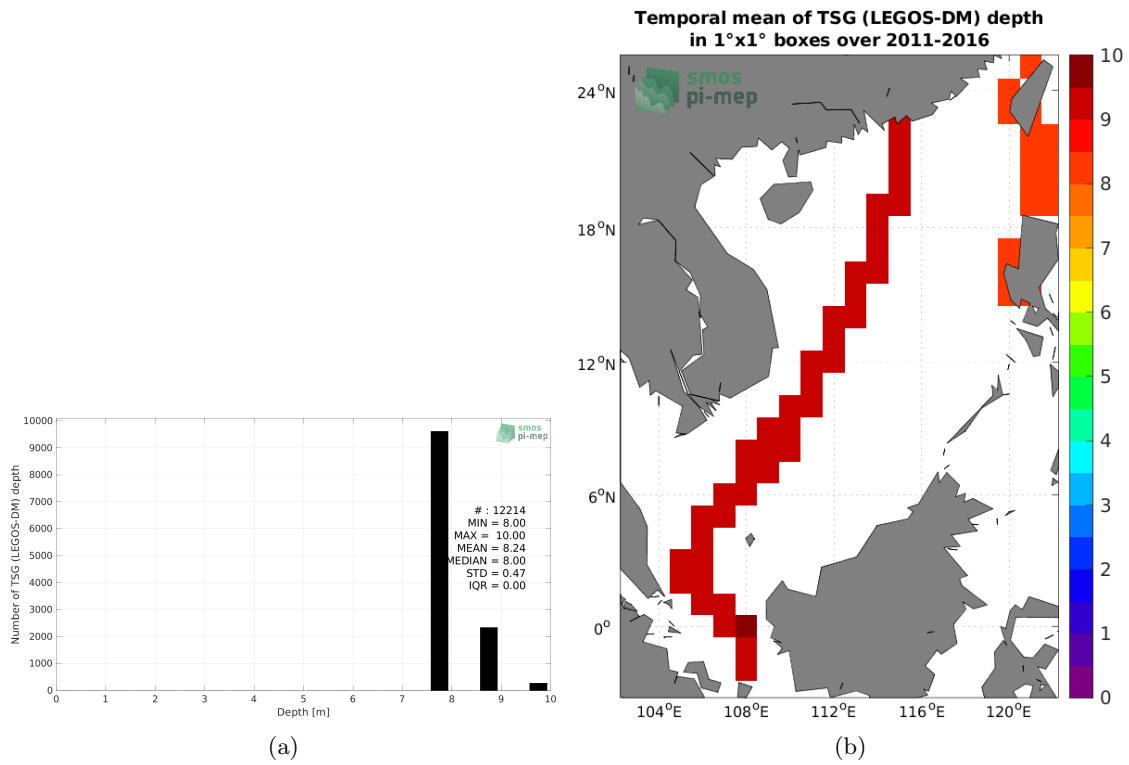 10000
9000
8000
7000
6000
5000
4000
3000
2000
1000
0
Number of TSG (LEGOS-DM) depth
smos
pi-mep
# : 12214
MIN = 8.00
MAX = 10.00
MEAN = 8.24
MEDIAN = 8.00
STD = 0.47
IQR = 0.00
0 1 2 3 4 5 6 7 8 9 10
Depth [m]
(a)
Temporal mean of TSG (LEGOS-DM) depth
in 1°x1° boxes over 2011-2016
smos
pi-mep
24°N
18°N
12°N
6°N
0°
104°E 108°E 112°E 116°E 120°E
10
9
8
7
6
5
4
3
2
1
0
(b)